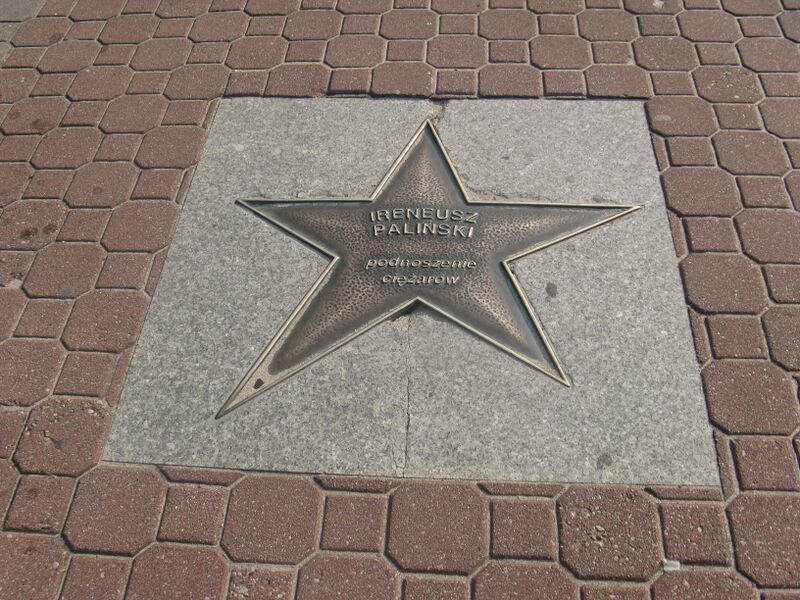 IRENEUSZ
PALIŃSKI
podnoszenie
ciężarów